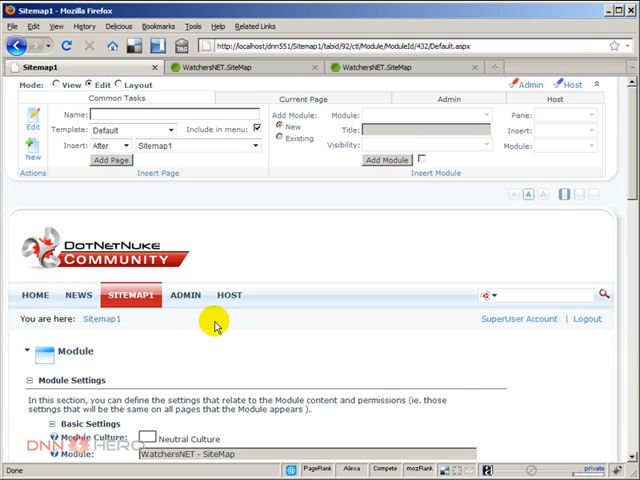 Sitemap1 - Mozilla Firefox
File Edit View History Delicious Bookmarks Tools Sharing Help Related Links
http://localhost/dnn551/Sitemap1/tabid/92/ctl/Module/ModuleId/432/Default.aspx
Sitemap1 WatchersNET.SiteMap WatchersNET.SiteMap
Mode: View Edit Layout Admin Host
Common Tasks Current Page Admin Host
Edit
New
Actions
Name:
Template: Default Include in menu:
Insert: After Sitemap1
Add Page
Insert Page
Add Module: New Existing
Module:
Title:
Visibility:
Add Module
Insert Module
Pane:
Insert:
Module:
A A A
DOTNETNUKE
COMMUNITY
HOME NEWS SITEMAP1 ADMIN HOST
You are here: Sitemap1 SuperUser Account | Logout
Module
Module Settings
In this section, you can define the settings that relate to the Module content and permissions (ie. those
settings that will be the same on all pages that the Module appears ).
Basic Settings
Module Culture: Neutral Culture
Module: WatchersNET - SiteMap
DNN HERO
Done PageRank Alexa Compete mozRank private